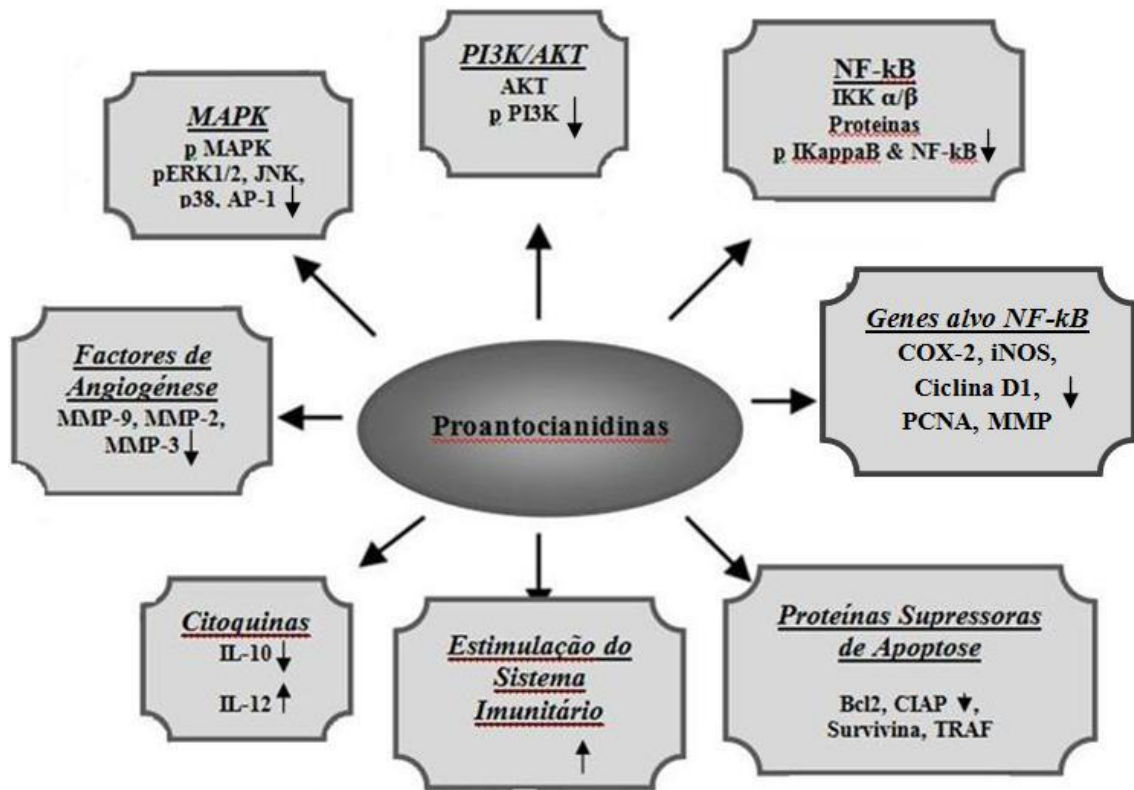 PI3K/AKT
AKT
p PI3K
NF-kB
IKK α/β
Proteinas
p IKappaB & NF-kB
MAPK
p MAPK
pERK1/2, JNK,
p38, AP-1
Genes alvo NF-kB
COX-2, iNOS,
Ciclina D1,
PCNA, MMP
Factores de
Angiogénese
MMP-9, MMP-2,
MMP-3
Proantocianidinas
Citoquinas
IL-10
IL-12
Estimulação do
Sistema
Imunitário
Proteínas Supressoras
de Apoptose
Bcl2, CIAP ,
Survivina, TRAF